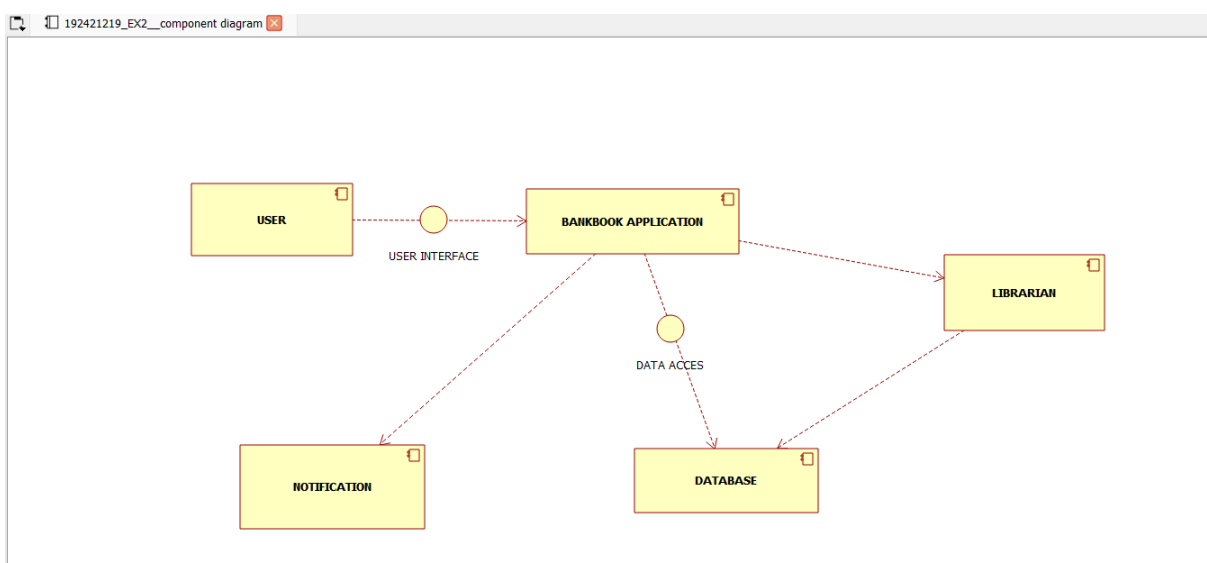 192421219_EX2__component diagram
USER
BANKBOOK APPLICATION
USER INTERFACE
LIBRARIAN
DATA ACCES
NOTIFICATION
DATABASE